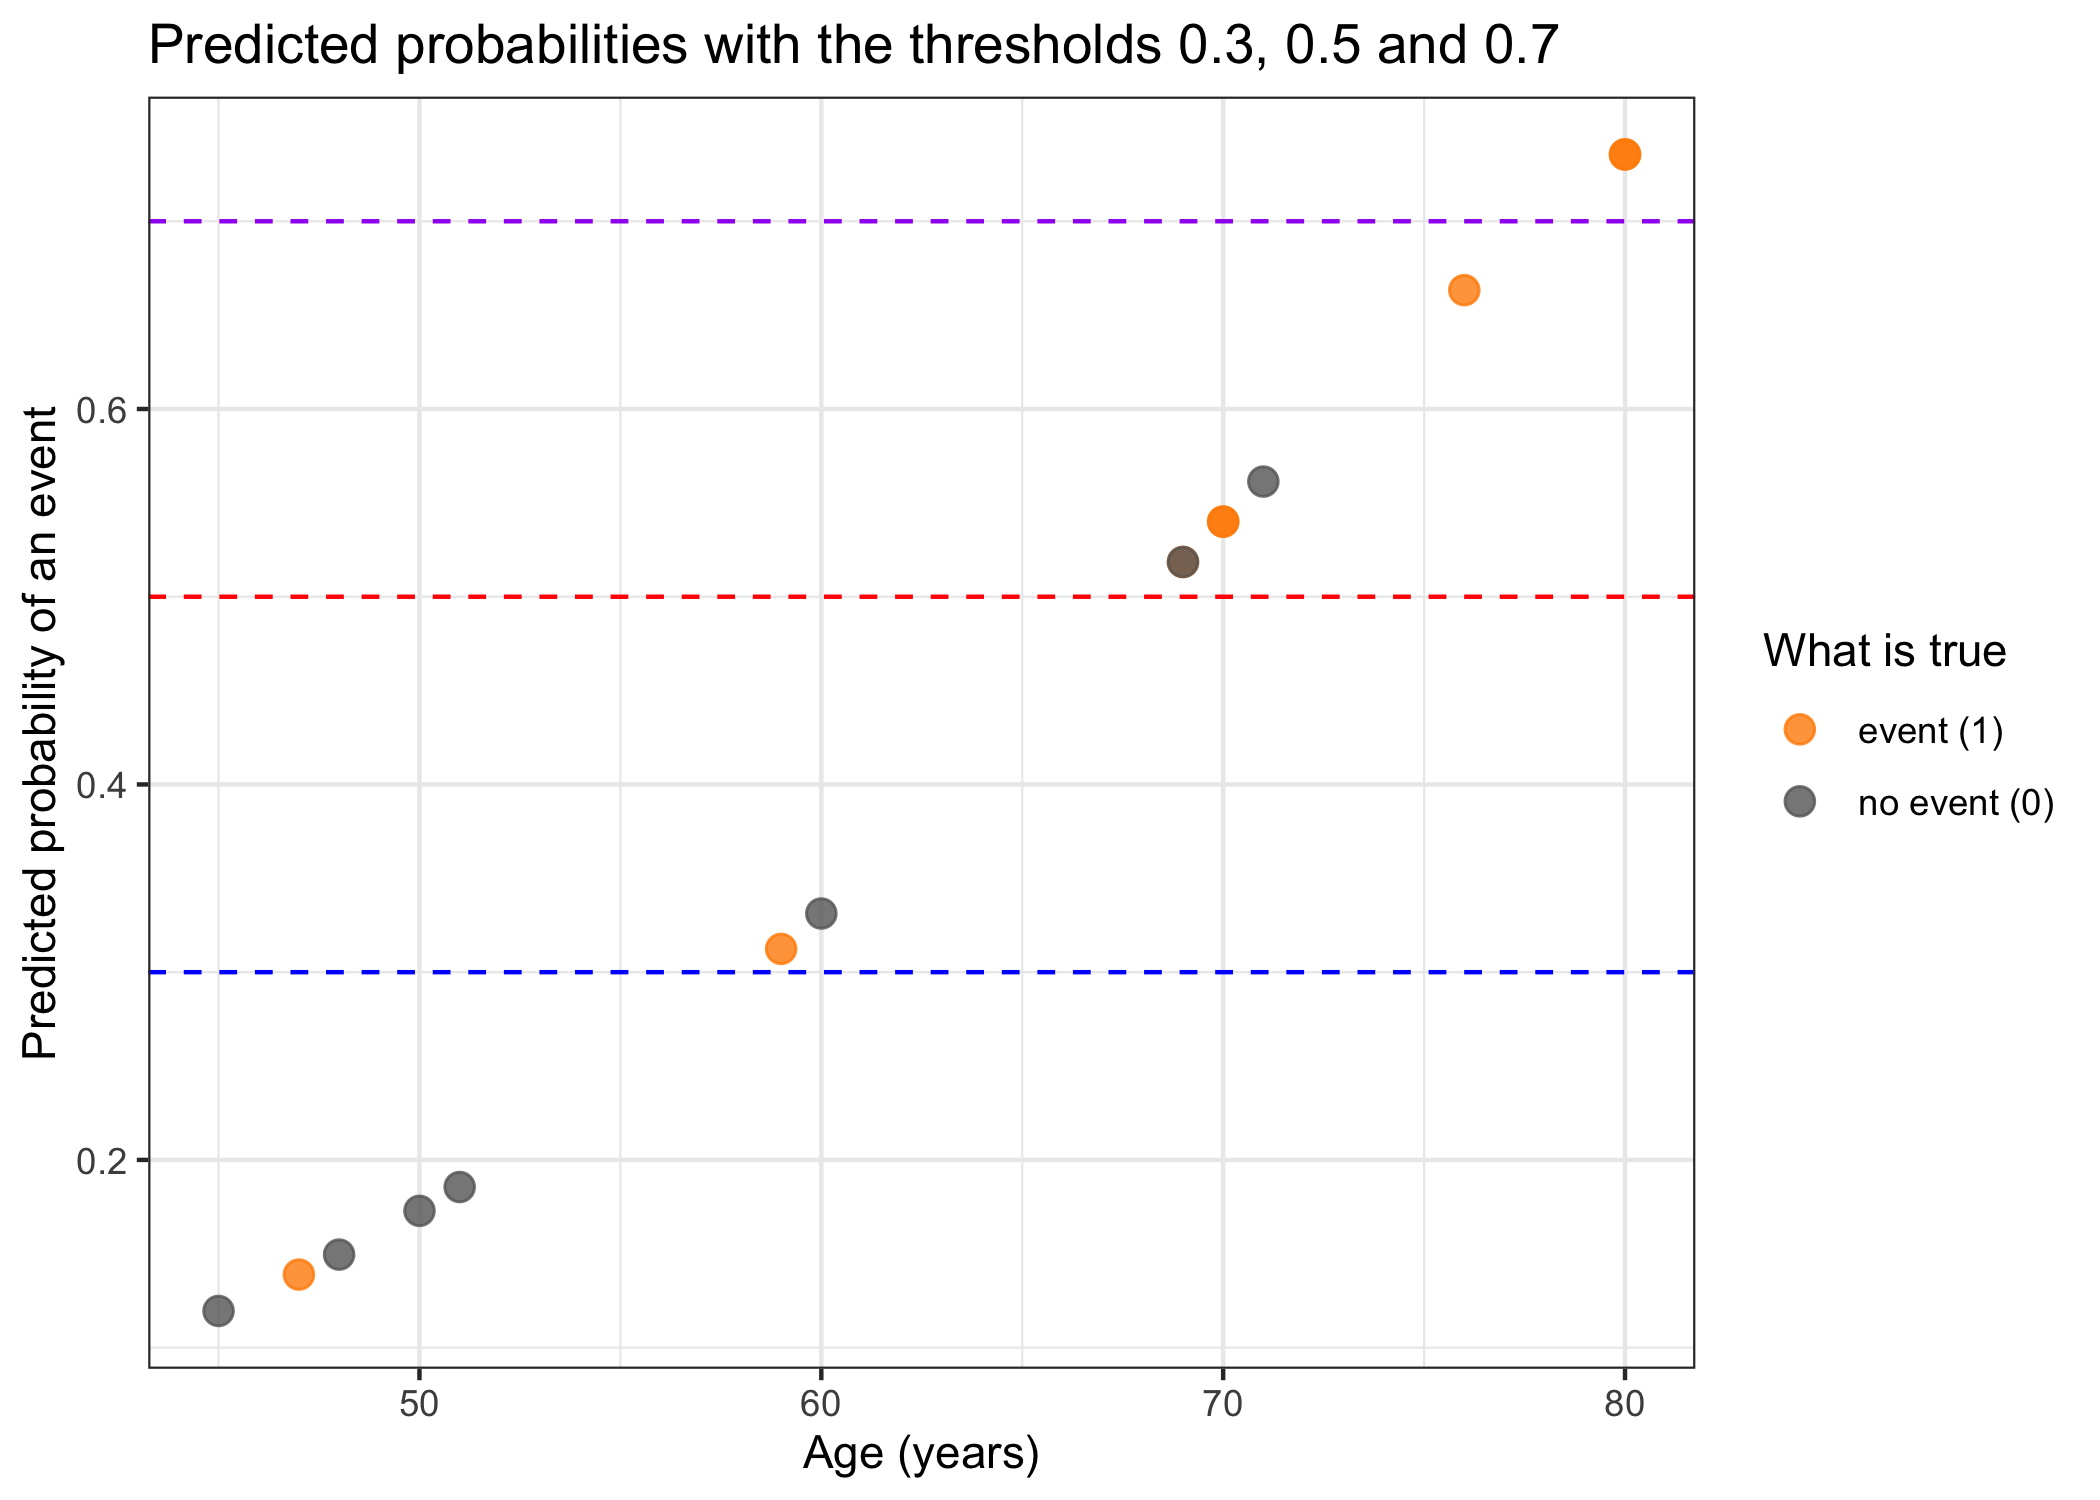 Predicted probabilities with the thresholds 0.3, 0.5 and 0.7
Predicted probability of an event
0.6
0.4
0.2
50
60
70
80
Age (years)
What is true
event (1)
no event (0)